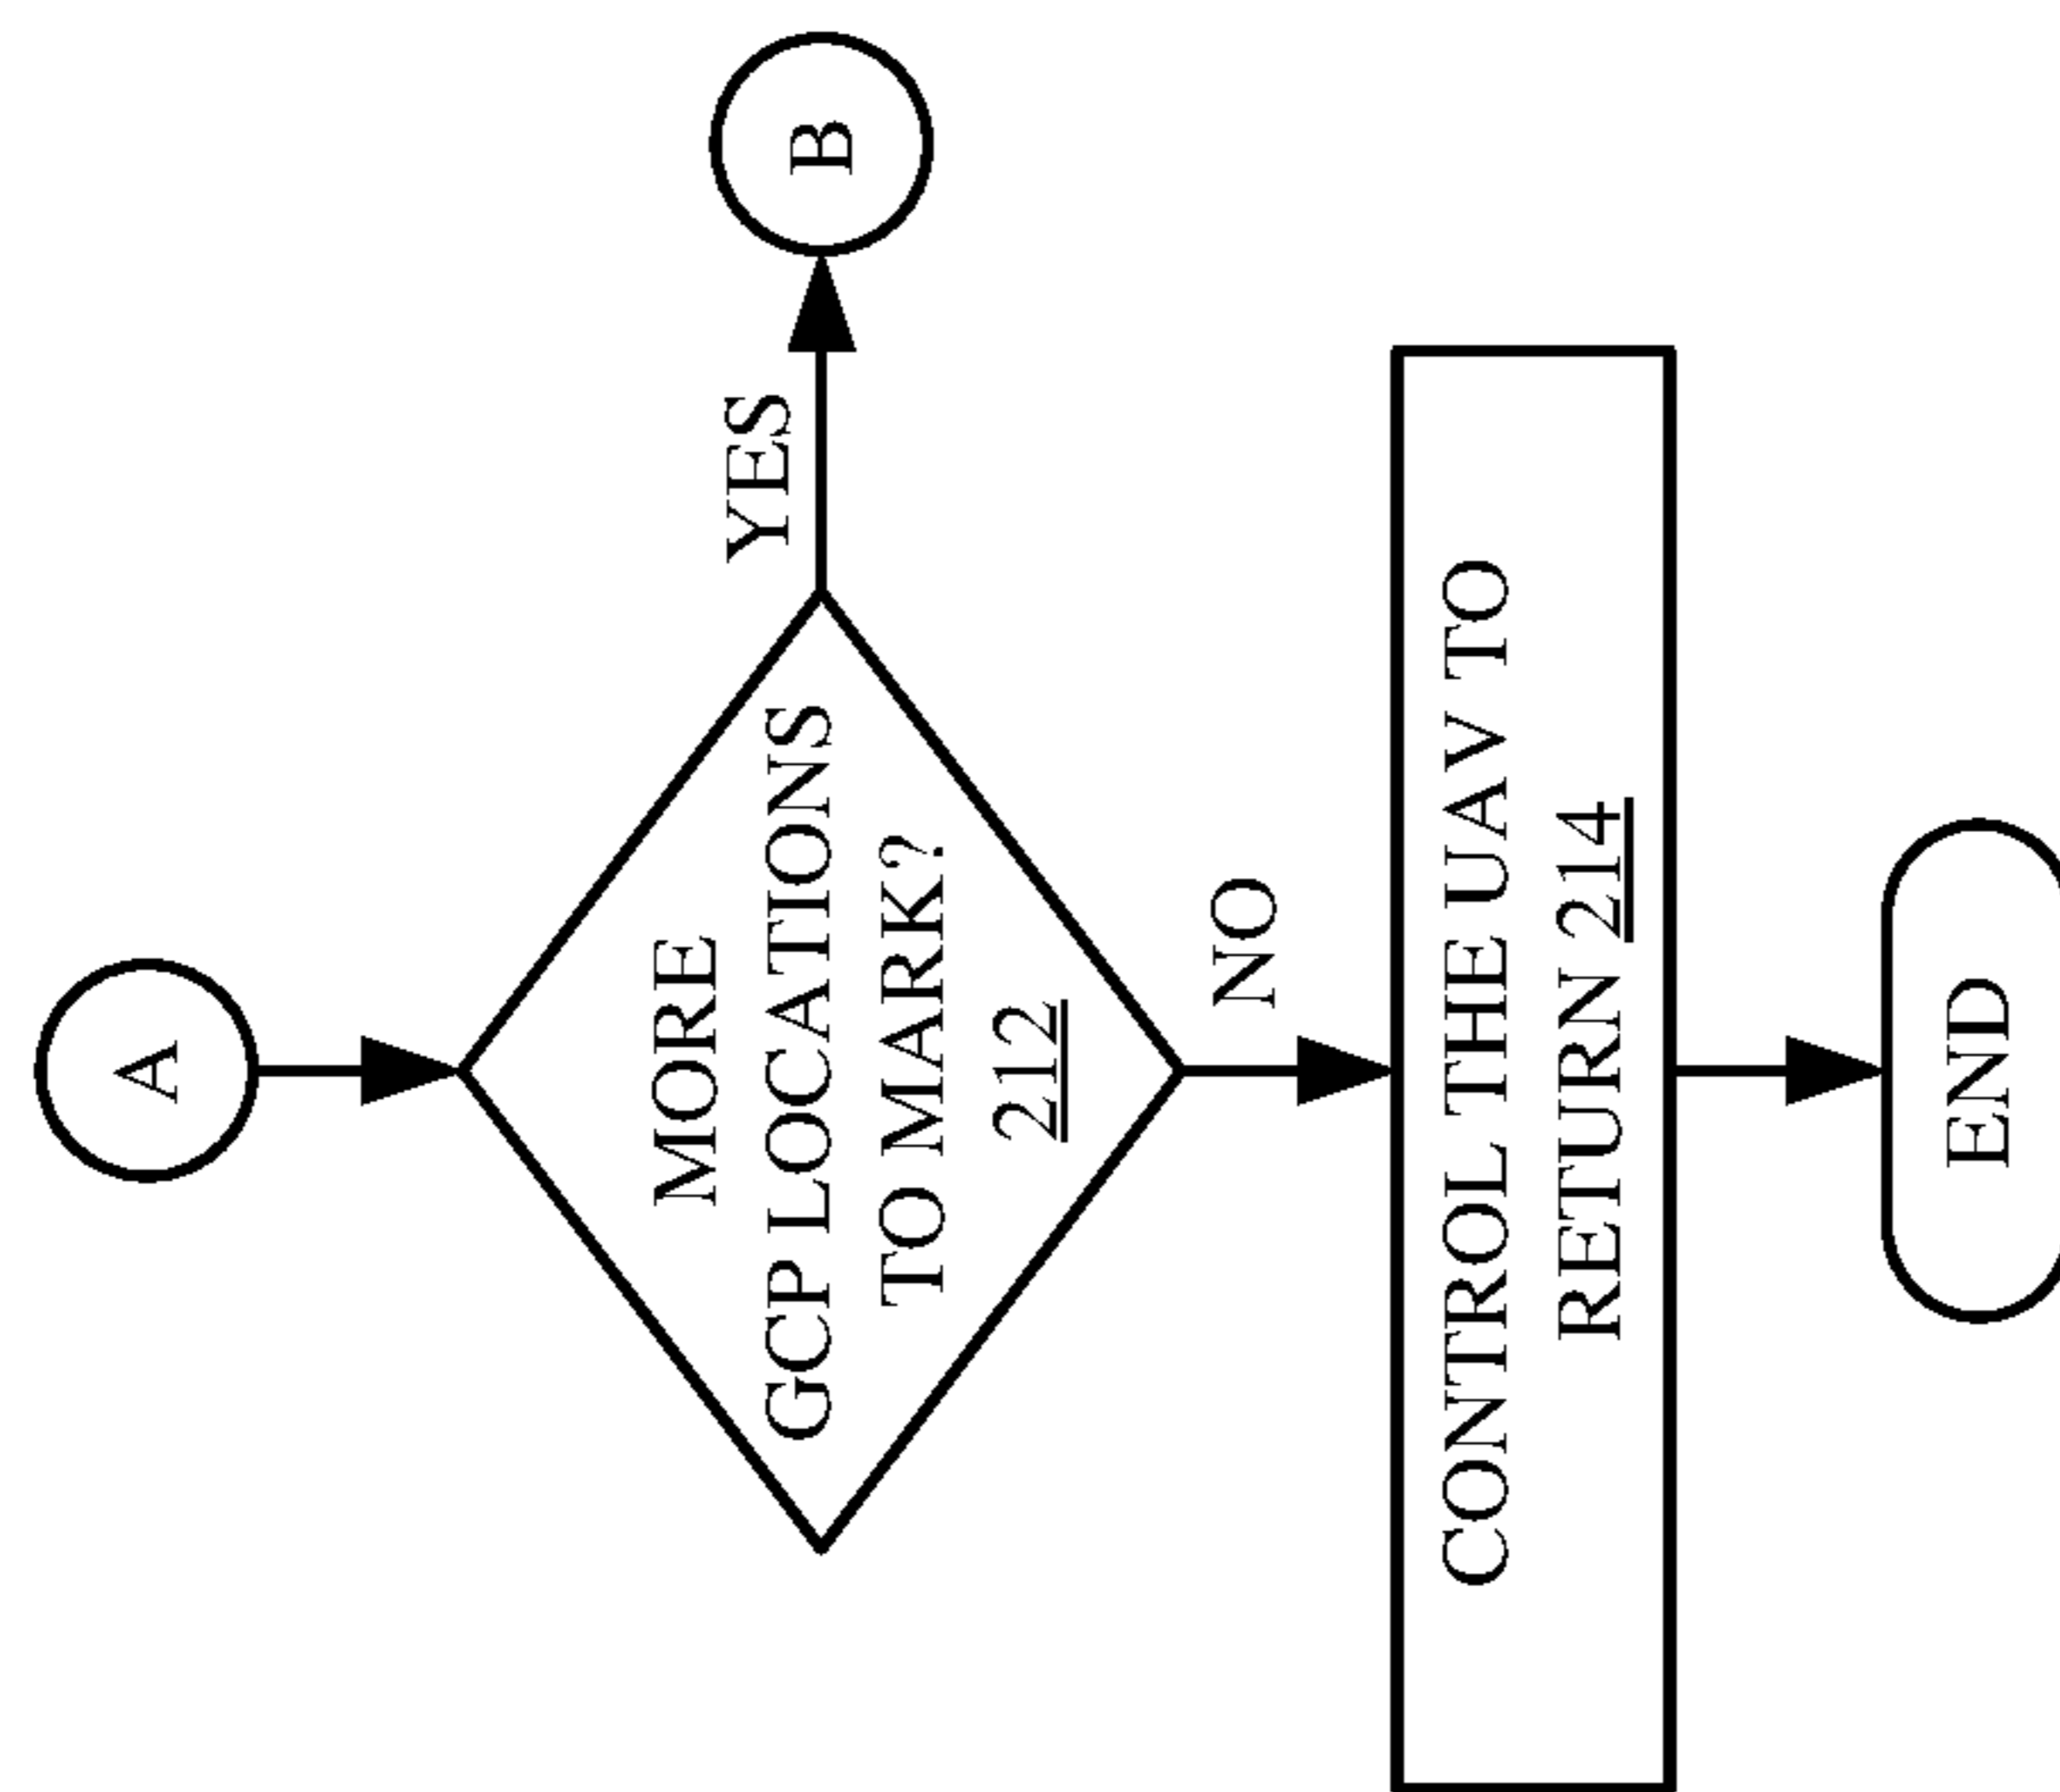 A
MORE
GCP LOCATIONS
TO MARK?
212
YES
B
NO
CONTROL THE UAV TO
RETURN 214
END